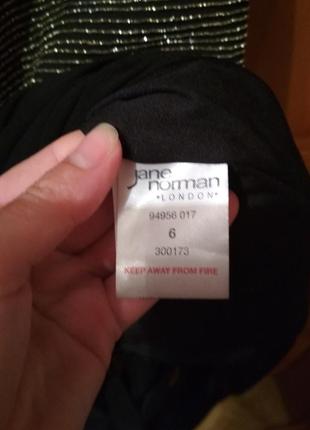 jane
norman
•LONDON•
94956 017
6
300173
KEEP AWAY FROM FIRE